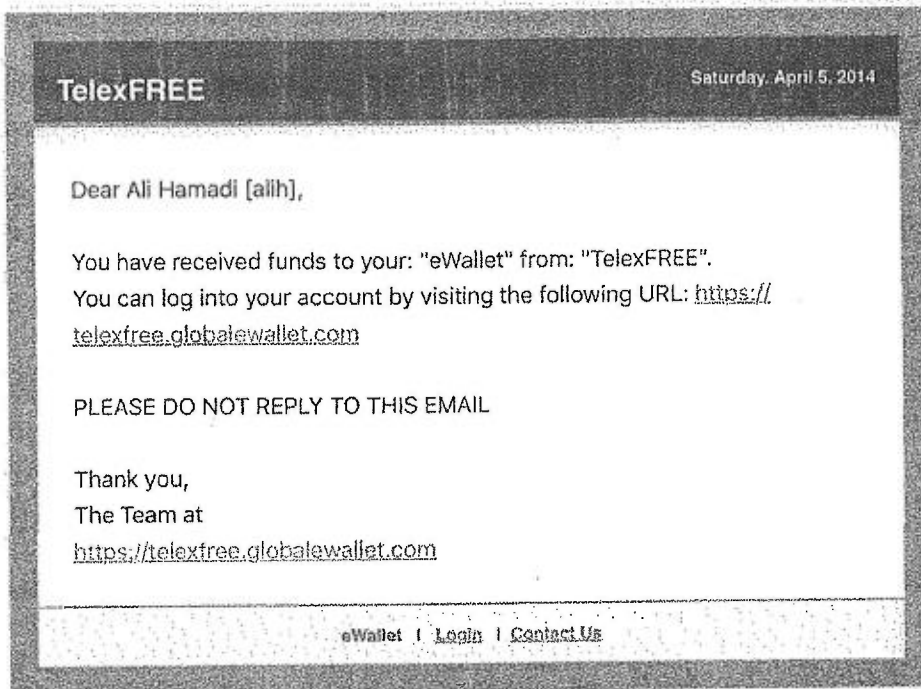 TelexFREE
Saturday, April 5, 2014
Dear Ali Hamadi [alih],
You have received funds to your: "eWallet" from: "TelexFREE".
You can log into your account by visiting the following URL: https://
telexfree.globalewallet.com
PLEASE DO NOT REPLY TO THIS EMAIL
Thank you,
The Team at
https://telexfree.globalewallet.com
eWallet | Login | Contact Us